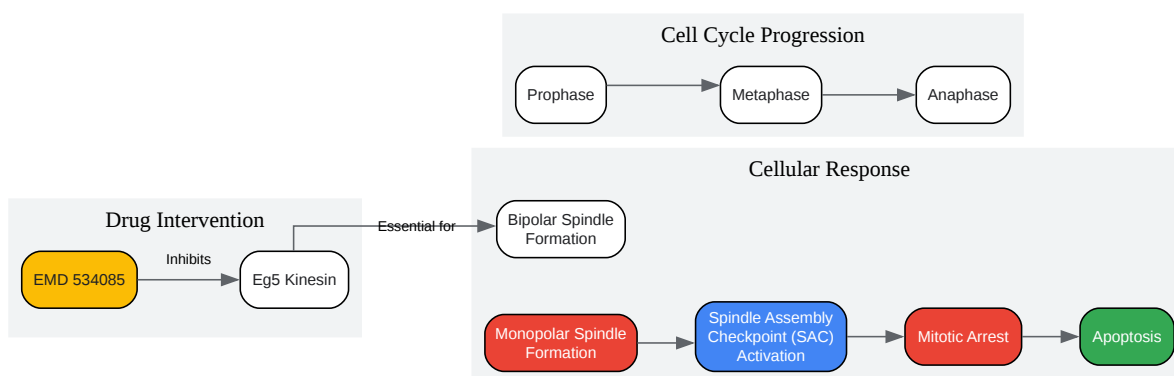 Cell Cycle Progression
Prophase
Metaphase
Anaphase
Cellular Response
Drug Intervention
Essential for
Bipolar Spindle
Formation
Inhibits
EMD 534085
Eg5 Kinesin
Monopolar Spindle
Formation
Spindle Assembly
Checkpoint (SAC)
Activation
Mitotic Arrest
Apoptosis